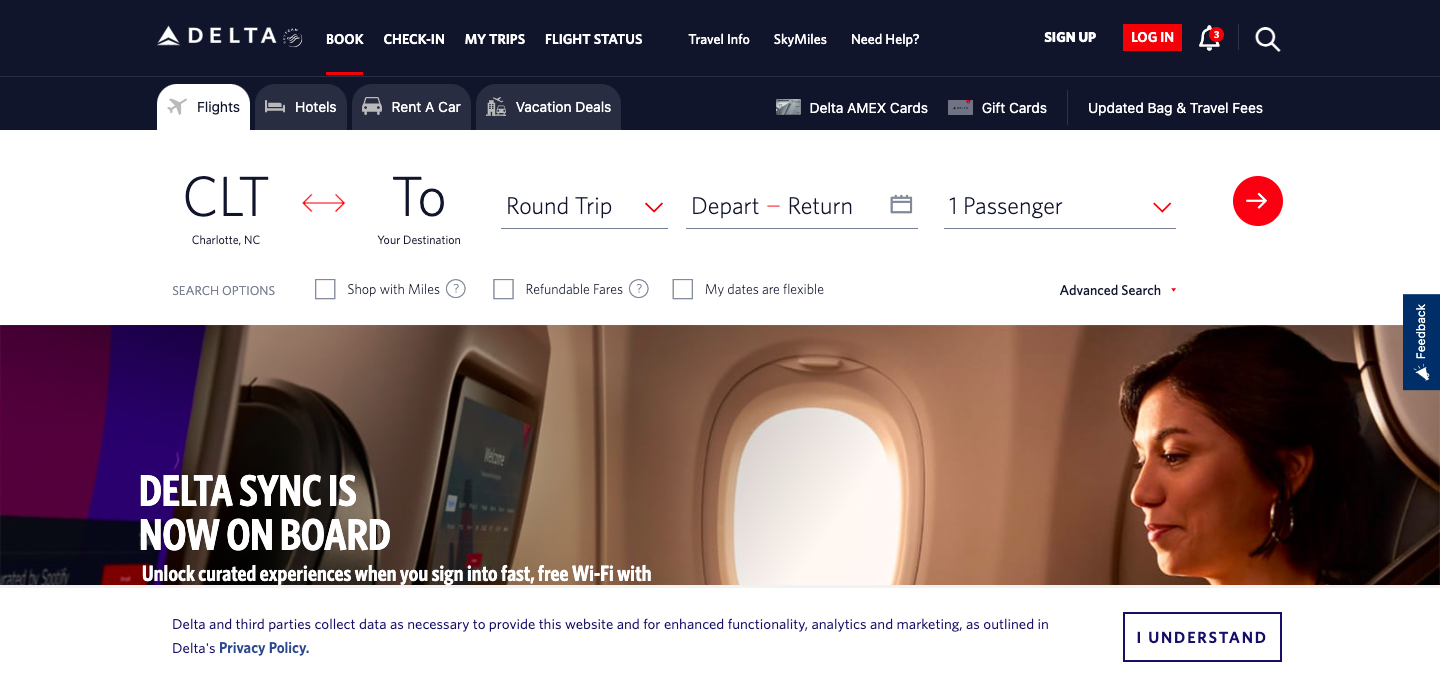 DELTA
BOOK
CHECK-IN
MY TRIPS
FLIGHT STATUS
Travel Info
SkyMiles
Need Help?
SIGN UP
LOG IN
3
Flights
Hotels
Rent A Car
Vacation Deals
Delta AMEX Cards
Gift Cards
Updated Bag & Travel Fees
CLT
Charlotte, NC
To
Your Destination
Round Trip
Depart – Return
1 Passenger
SEARCH OPTIONS
Shop with Miles ?
Refundable Fares ?
My dates are flexible
Advanced Search
Feedback
Welcome
DELTA SYNC IS
NOW ON BOARD
Unlock curated experiences when you sign into fast, free Wi-Fi with
rated by Spotify
Delta and third parties collect data as necessary to provide this website and for enhanced functionality, analytics and marketing, as outlined in
Delta's Privacy Policy.
I UNDERSTAND